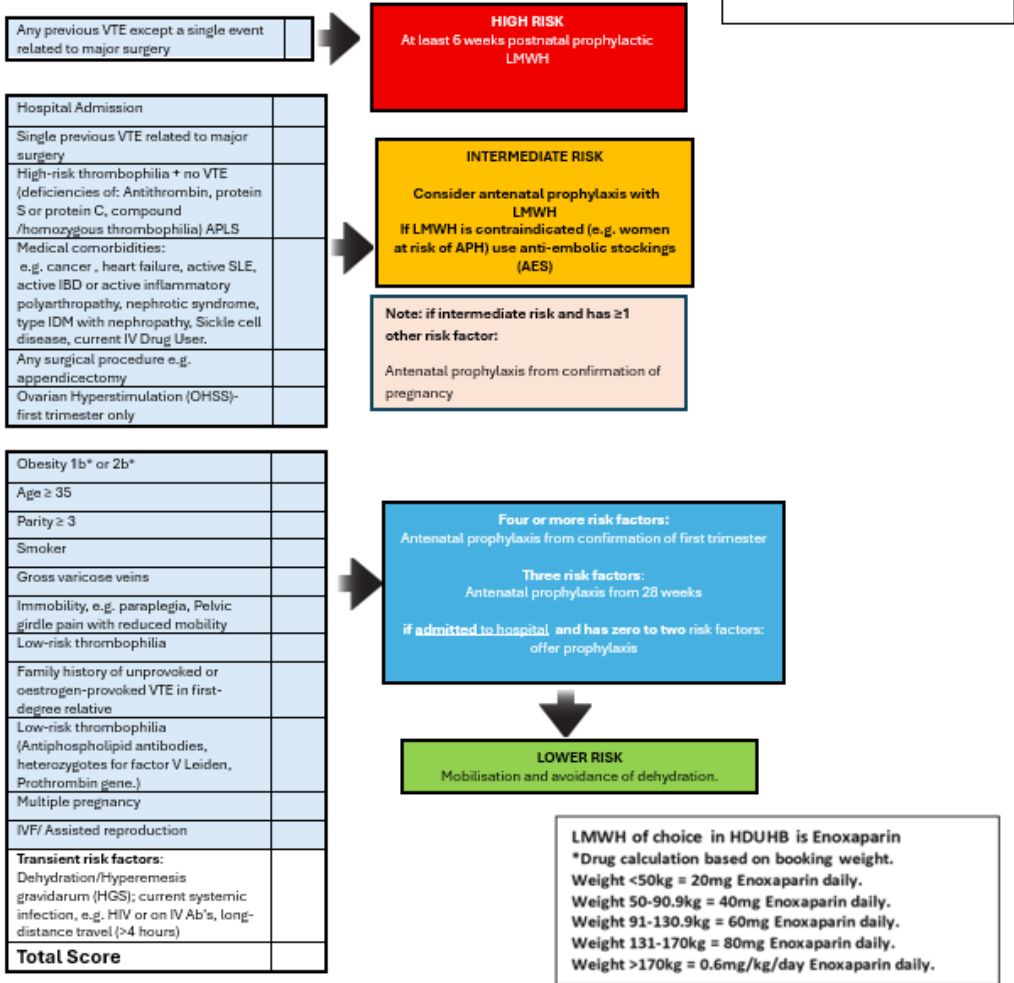 Any previous VTE except a single event
related to major surgery
HIGH RISK
At least 6 weeks postnatal prophylactic
LMWH
Hospital Admission
Single previous VTE related to major
surgery
High-risk thrombophilia + no VTE
(deficiencies of: Antithrombin, protein
S or protein C, compound
/homozygous thrombophilia) APLS
Medical comorbidities:
e.g. cancer , heart failure, active SLE,
active IBD or active inflammatory
polyarthropathy, nephrotic syndrome,
type IDM with nephropathy, Sickle cell
disease, current IV Drug User.
Any surgical procedure e.g.
appendicectomy
Ovarian Hyperstimulation (OHSS)-
first trimester only
INTERMEDIATE RISK
Consider antenatal prophylaxis with
LMWH
If LMWH is contraindicated (e.g. women
at risk of APH) use anti-embolic stockings
(AES)
Note: if intermediate risk and has ≥1
other risk factor:
Antenatal prophylaxis from confirmation of
pregnancy
Obesity 1b* or 2b*
Age ≥ 35
Parity ≥ 3
Smoker
Gross varicose veins
Immobility, e.g. paraplegia, Pelvic
girdle pain with reduced mobility
Low-risk thrombophilia
Family history of unprovoked or
oestrogen-provoked VTE in first-
degree relative
Low-risk thrombophilia
(Antiphospholipid antibodies,
heterozygotes for factor V Leiden,
Prothrombin gene.)
Multiple pregnancy
IVF/ Assisted reproduction
Transient risk factors:
Dehydration/Hyperemesis
gravidarum (HGS); current systemic
infection, e.g. HIV or on IV Ab's, long-
distance travel (>4 hours)
Total Score
Four or more risk factors:
Antenatal prophylaxis from confirmation of first trimester
Three risk factors:
Antenatal prophylaxis from 28 weeks
if admitted to hospital and has zero to two risk factors:
offer prophylaxis
LOWER RISK
Mobilisation and avoidance of dehydration.
LMWH of choice in HDUHB is Enoxaparin
*Drug calculation based on booking weight.
Weight <50kg = 20mg Enoxaparin daily.
Weight 50-90.9kg = 40mg Enoxaparin daily.
Weight 91-130.9kg = 60mg Enoxaparin daily.
Weight 131-170kg = 80mg Enoxaparin daily.
Weight >170kg = 0.6mg/kg/day Enoxaparin daily.